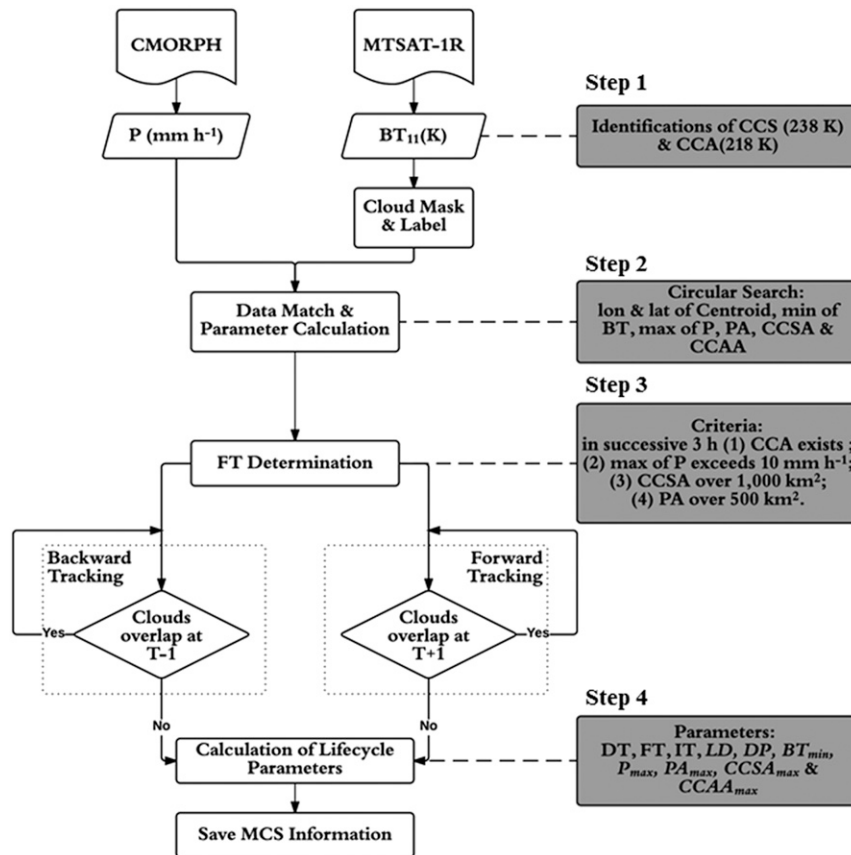 CMORPH
MTSAT-1R
Step 1
P (mm h⁻¹)
BT₁₁(K)
Identifications of CCS (238 K)
& CCA(218 K)
Cloud Mask
& Label
Step 2
Data Match &
Parameter Calculation
Circular Search:
lon & lat of Centroid, min of
BT, max of P, PA, CCSA &
CCAA
Step 3
FT Determination
Criteria:
in successive 3 h (1) CCA exists ;
(2) max of P exceeds 10 mm h⁻¹;
(3) CCSA over 1,000 km²;
(4) PA over 500 km².
Backward
Tracking
Forward
Tracking
Clouds
overlap at
T-1
Clouds
overlap at
T+1
Yes
Yes
No
No
Step 4
Calculation of Lifecycle
Parameters
Parameters:
DT, FT, IT, LD, DP, BTmin,
Pmax, PAmax, CCSAmax &
CCAAmax
Save MCS Information